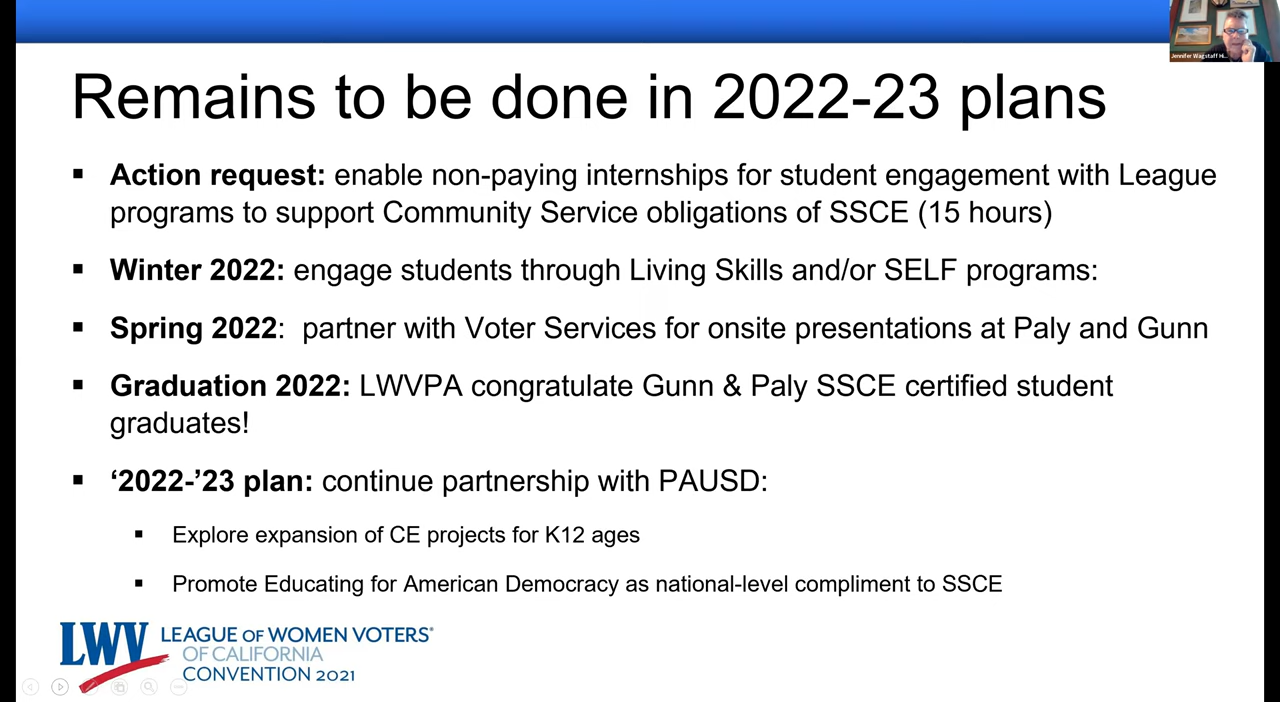 Jennifer Wagstaff Hi...
Remains to be done in 2022-23 plans
▪ Action request: enable non-paying internships for student engagement with League
programs to support Community Service obligations of SSCE (15 hours)
▪ Winter 2022: engage students through Living Skills and/or SELF programs:
▪ Spring 2022:  partner with Voter Services for onsite presentations at Paly and Gunn
▪ Graduation 2022: LWVPA congratulate Gunn & Paly SSCE certified student
graduates!
▪ ‘2022-’23 plan: continue partnership with PAUSD:
▪ Explore expansion of CE projects for K12 ages
▪ Promote Educating for American Democracy as national-level compliment to SSCE
LWV LEAGUE OF WOMEN VOTERS®
OF CALIFORNIA
CONVENTION 2021